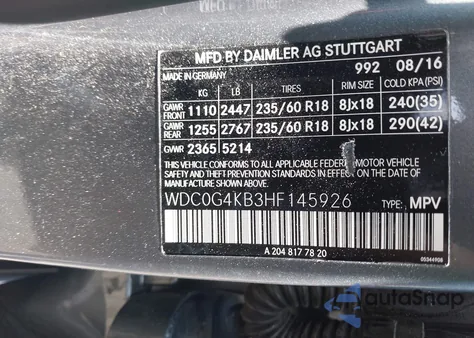 MFD BY DAIMLER AG STUTTGART
MADE IN GERMANY 992 08/16
KG LB TIRES RIM SIZE COLD KPA(PSI)
GAWR FRONT 1110 2447 235/60 R18 8Jx18 240(35)
GAWR REAR 1255 2767 235/60 R18 8Jx18 290(42)
GVWR 2365 5214
THIS VEHICLE CONFORMS TO ALL APPLICABLE FEDERAL MOTOR VEHICLE
SAFETY AND THEFT PREVENTION STANDARDS IN EFFECT ON THE
DATE OF MANUFACTURE SHOWN ABOVE.
WDC0G4KB3HF145926 TYPE: MPV
A 204 817 78 20
autoSnap